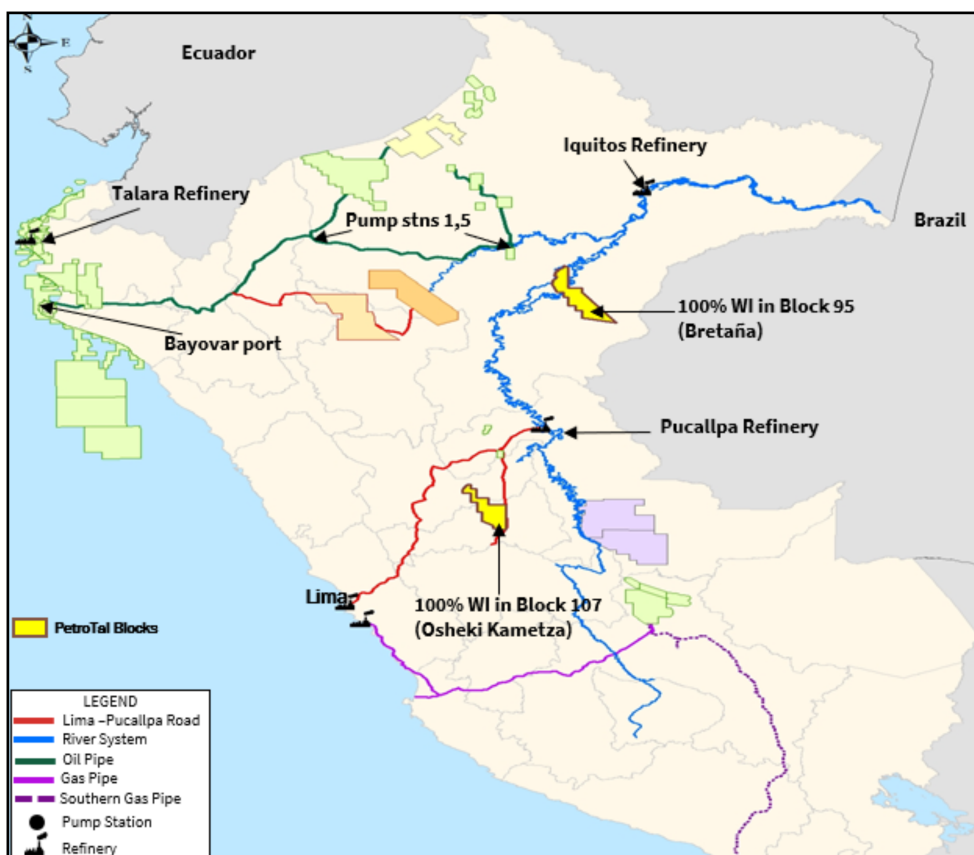 N
E
S
Ecuador
Iquitos Refinery
Talara Refinery
Pump stns 1,5
Brazil
100% WI in Block 95
(Bretaña)
Bayovar port
Pucallpa Refinery
Lima
100% WI in Block 107
(Osheki Kametza)
PetroTal Blocks
LEGEND
Lima –Pucallpa Road
River System
Oil Pipe
Gas Pipe
Southern Gas Pipe
Pump Station
Refinery